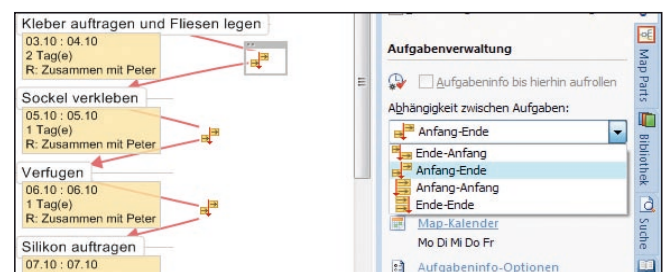 Kleber auftragen und Fliesen legen
03.10 : 04.10
2 Tag(e)
R: Zusammen mit Peter
Sockel verkleben
05.10 : 05.10
1 Tag(e)
R: Zusammen mit Peter
Verfugen
06.10 : 06.10
1 Tag(e)
R: Zusammen mit Peter
Silikon auftragen
07.10 : 07.10
Aufgabenverwaltung
Aufgabeninfo bis hierhin aufrollen
Abhängigkeit zwischen Aufgaben:
Anfang-Ende
Ende-Anfang
Anfang-Ende
Anfang-Anfang
Ende-Ende
Map-Kalender
Mo Di Mi Do Fr
Aufgabeninfo-Optionen
Map Parts
Bibliothek
Suche